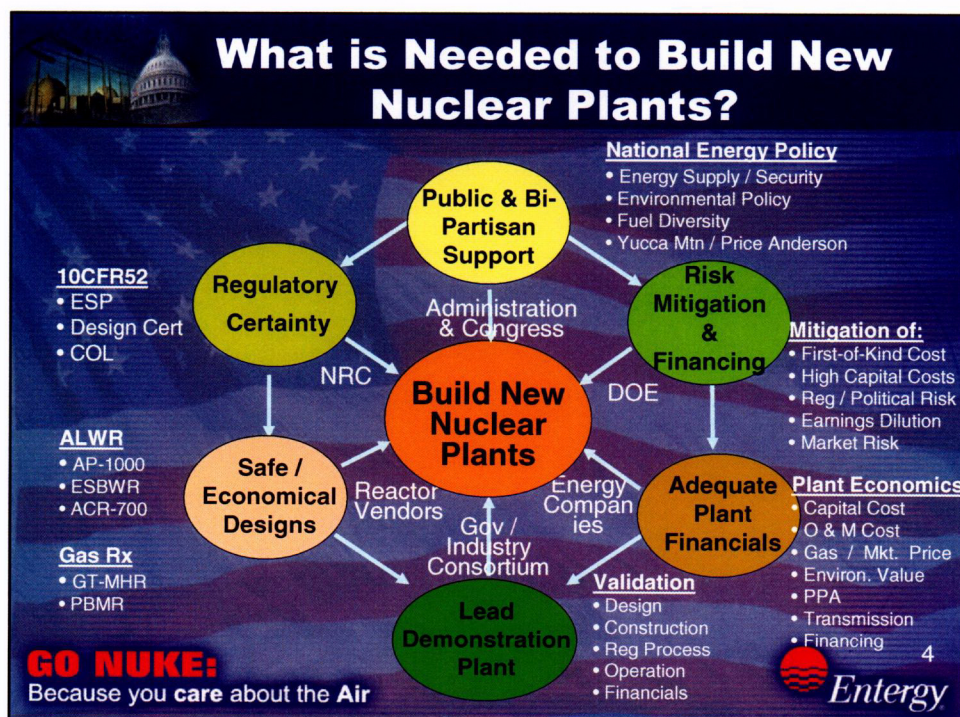 What is Needed to Build New
Nuclear Plants?
National Energy Policy
• Energy Supply / Security
• Environmental Policy
• Fuel Diversity
• Yucca Mtn / Price Anderson
Public & Bi-
Partisan
Support
10CFR52
• ESP
• Design Cert
• COL
Regulatory
Certainty
Administration
& Congress
Risk
Mitigation
&
Financing
NRC
DOE
Mitigation of:
• First-of-Kind Cost
• High Capital Costs
• Reg / Political Risk
• Earnings Dilution
• Market Risk
Build New
Nuclear
Plants
ALWR
• AP-1000
• ESBWR
• ACR-700
Safe /
Economical
Designs
Reactor
Vendors
Energy
Compan
ies
Adequate
Plant
Financials
Plant Economics
• Capital Cost
• O & M Cost
• Gas / Mkt. Price
• Environ. Value
• PPA
• Transmission
• Financing
Gas Rx
• GT-MHR
• PBMR
Gov /
Industry
Consortium
Lead
Demonstration
Plant
Validation
• Design
• Construction
• Reg Process
• Operation
• Financials
GO NUKE:
Because you care about the Air
4
Entergy